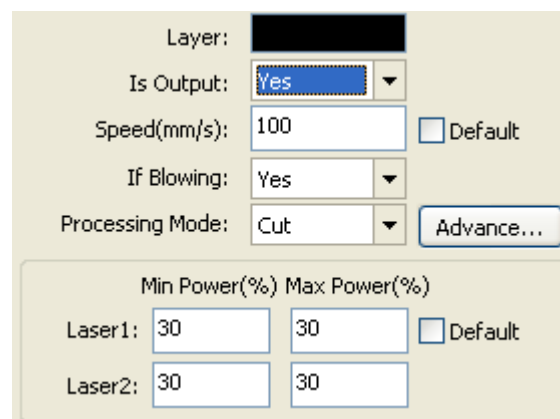 Layer:
Is Output: Yes
Speed(mm/s): 100 Default
If Blowing: Yes
Processing Mode: Cut Advance...
Min Power(%) Max Power(%)
Laser1: 30 30 Default
Laser2: 30 30